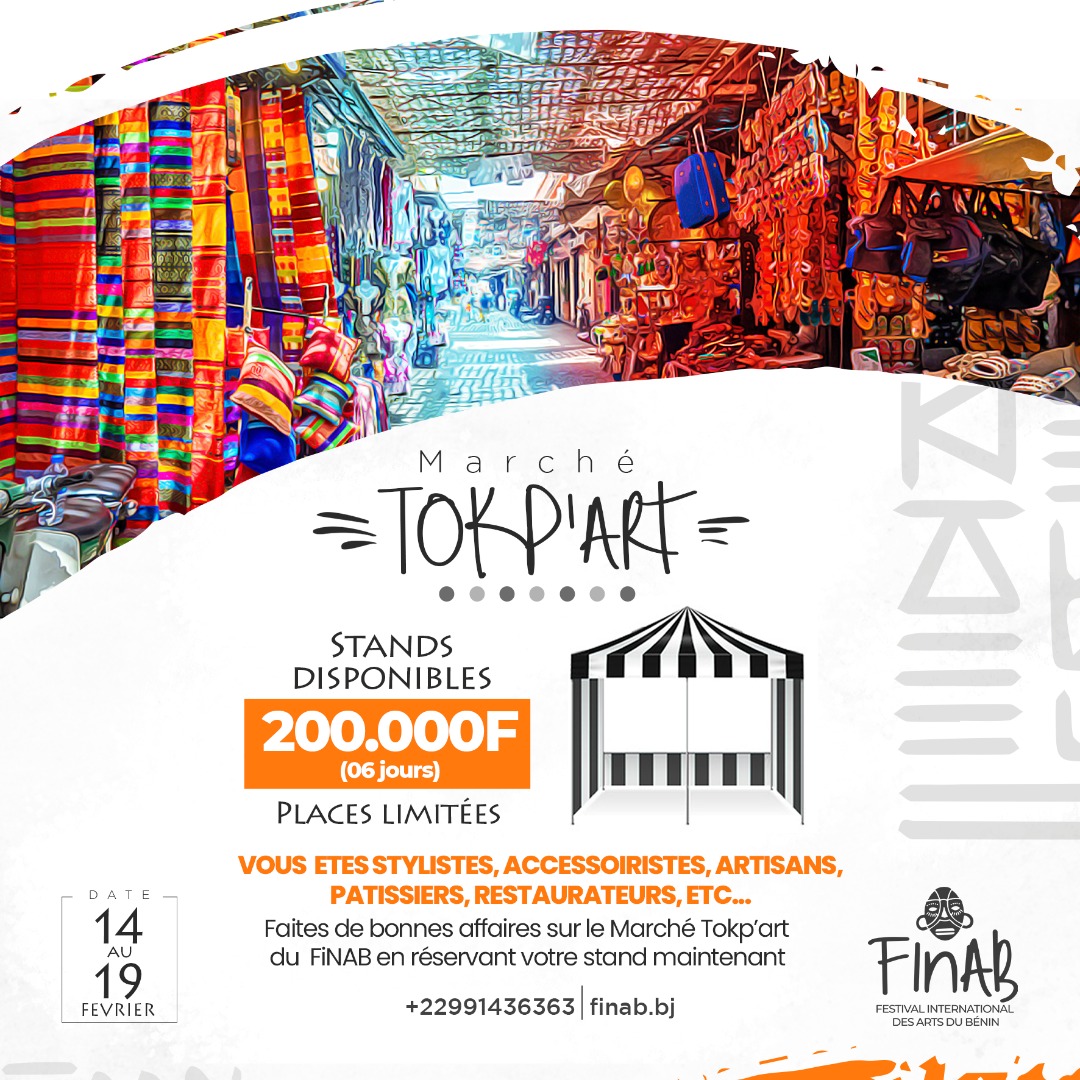 Marché
TOKP'ART
STANDS
DISPONIBLES
200.000F
(06 jours)
PLACES LIMITÉES
VOUS ETES STYLISTES, ACCESSOIRISTES, ARTISANS,
PATISSIERS, RESTAURATEURS, ETC...
Faites de bonnes affaires sur le Marché Tokp’art
du FiNAB en réservant votre stand maintenant
+22991436363 | finab.bj
DATE
14
AU
19
FEVRIER
FInAB
FESTIVAL INTERNATIONAL
DES ARTS DU BÉNIN